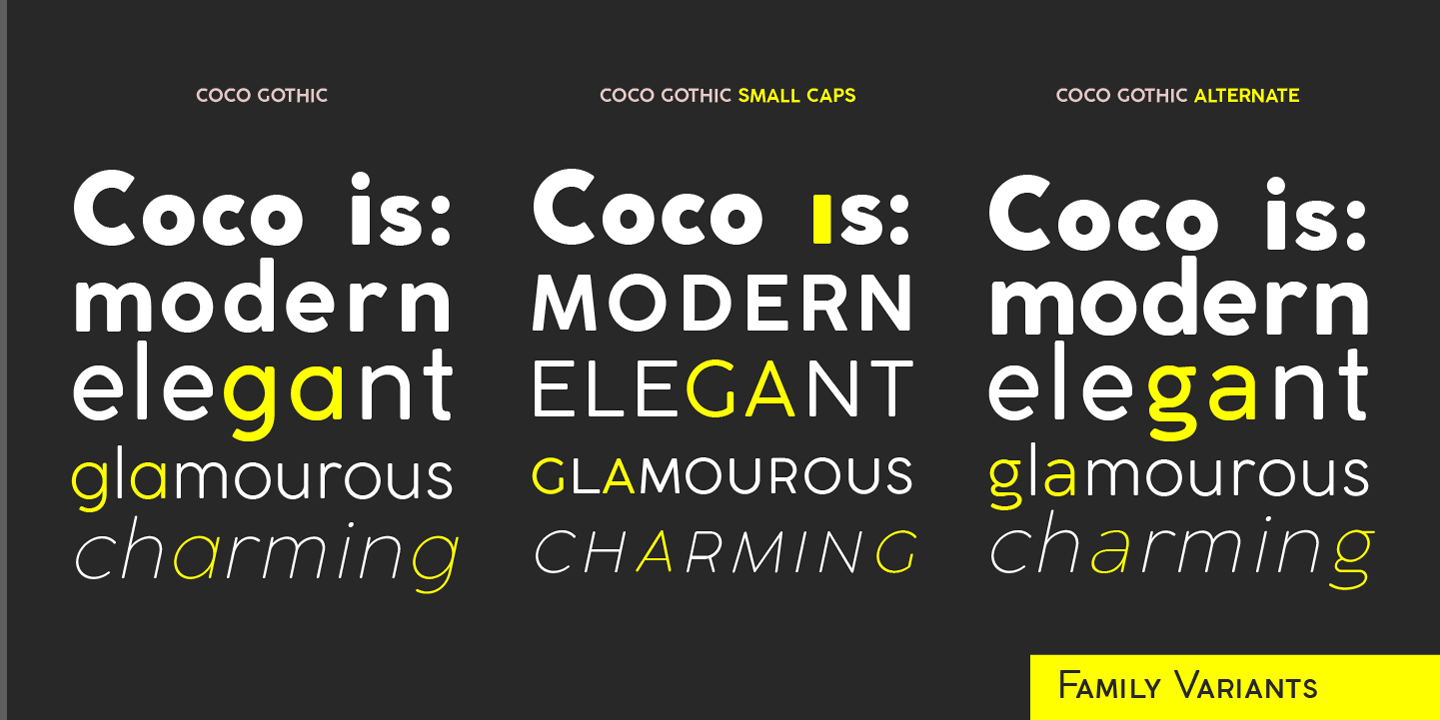 COCO GOTHIC
Coco is:
modern
elegant
glamourous
charming
COCO GOTHIC SMALL CAPS
Coco ıs:
MODERN
ELEGANT
GLAMOUROUS
CHARMING
COCO GOTHIC ALTERNATE
Coco is:
modern
elegant
glamourous
charming
FAMILY VARIANTS